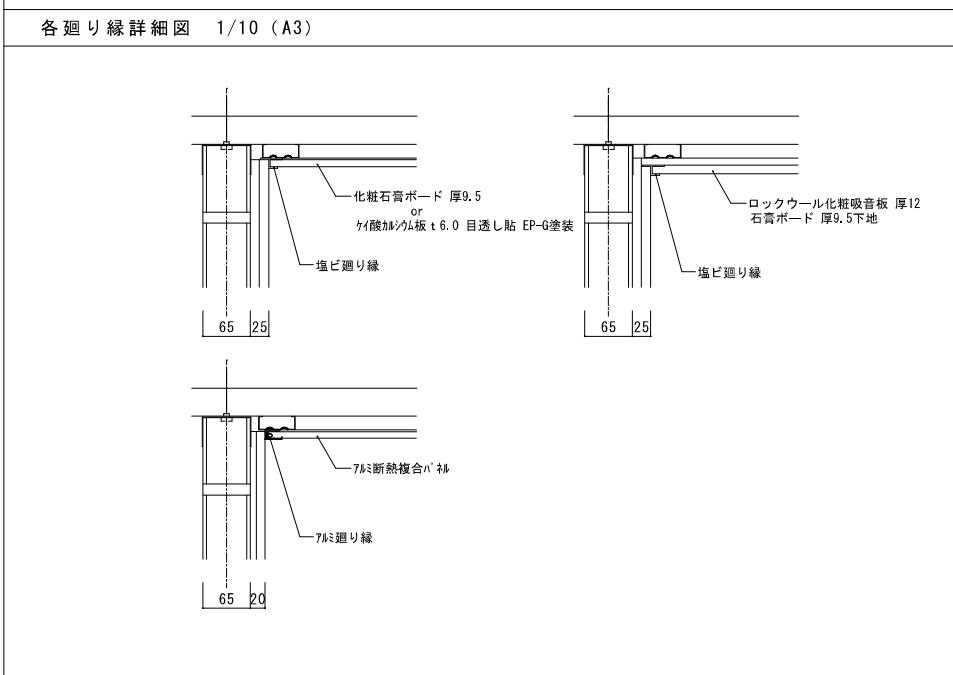 各廻り縁詳細図 1/10 (A3)
化粧石膏ボード 厚9.5
or
ケイ酸カルシウム板 t 6.0 目透し貼 EP-G塗装
塩ビ廻り縁
65 25
ロックウール化粧吸音板 厚12
石膏ボード 厚9.5下地
塩ビ廻り縁
65 25
アルミ断熱複合パネル
アルミ廻り縁
65 20